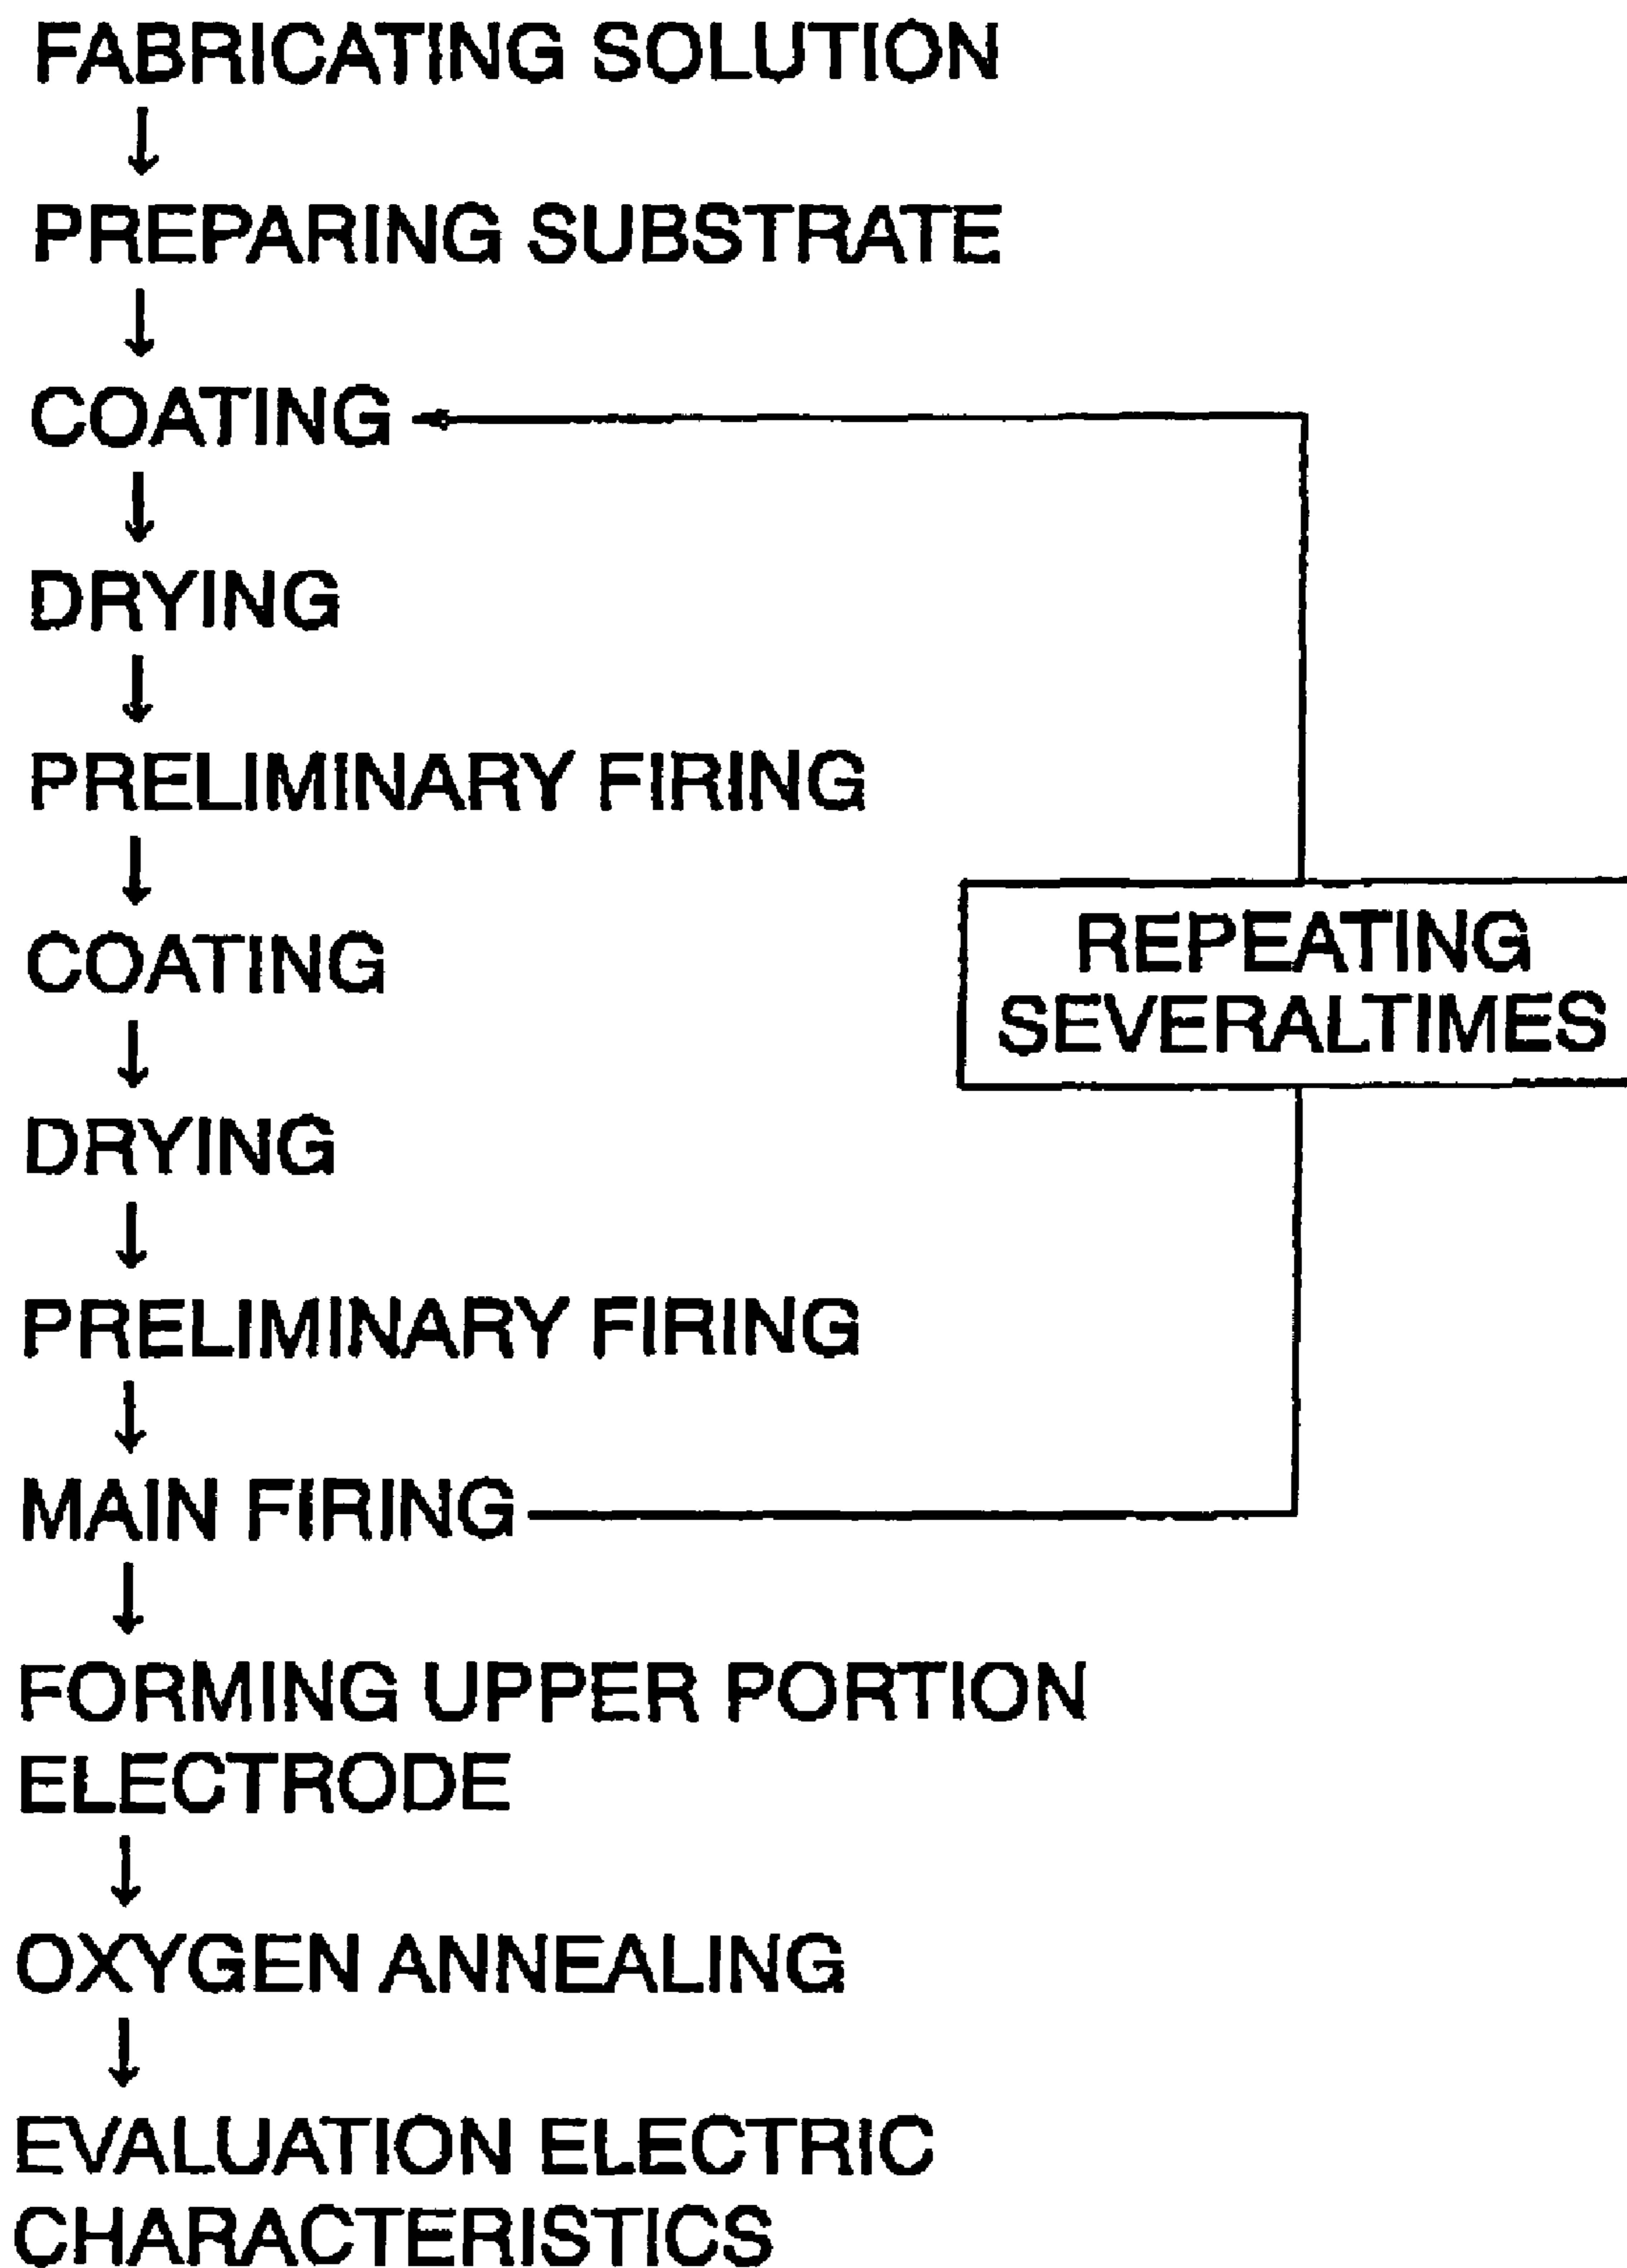 FABRICATING SOLUTION
PREPARING SUBSTRATE
COATING
DRYING
PRELIMINARY FIRING
COATING
REPEATING
SEVERALTIMES
DRYING
PRELIMINARY FIRING
MAIN FIRING
FORMING UPPER PORTION
ELECTRODE
OXYGEN ANNEALING
EVALUATION ELECTRIC
CHARACTERISTICS